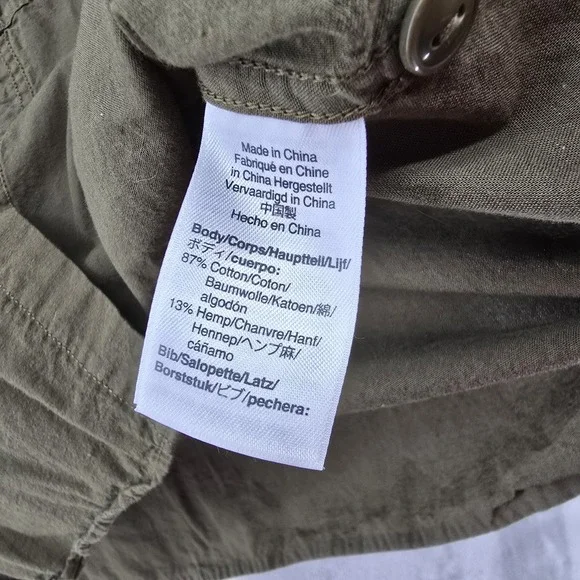 Made in China
Fabriqué en Chine
in China Hergestellt
Vervaardigd in China
中国製
Hecho en China
Body/Corps/Hauptteil/Lijf/
ボディ/cuerpo:
87% Cotton/Coton/
Baumwolle/Katoen/綿/
algodón
13% Hemp/Chanvre/Hanf/
Hennep/ヘンプ麻/
cáñamo
Bib/Salopette/Latz/
Borststuk/ビブ/pechera: